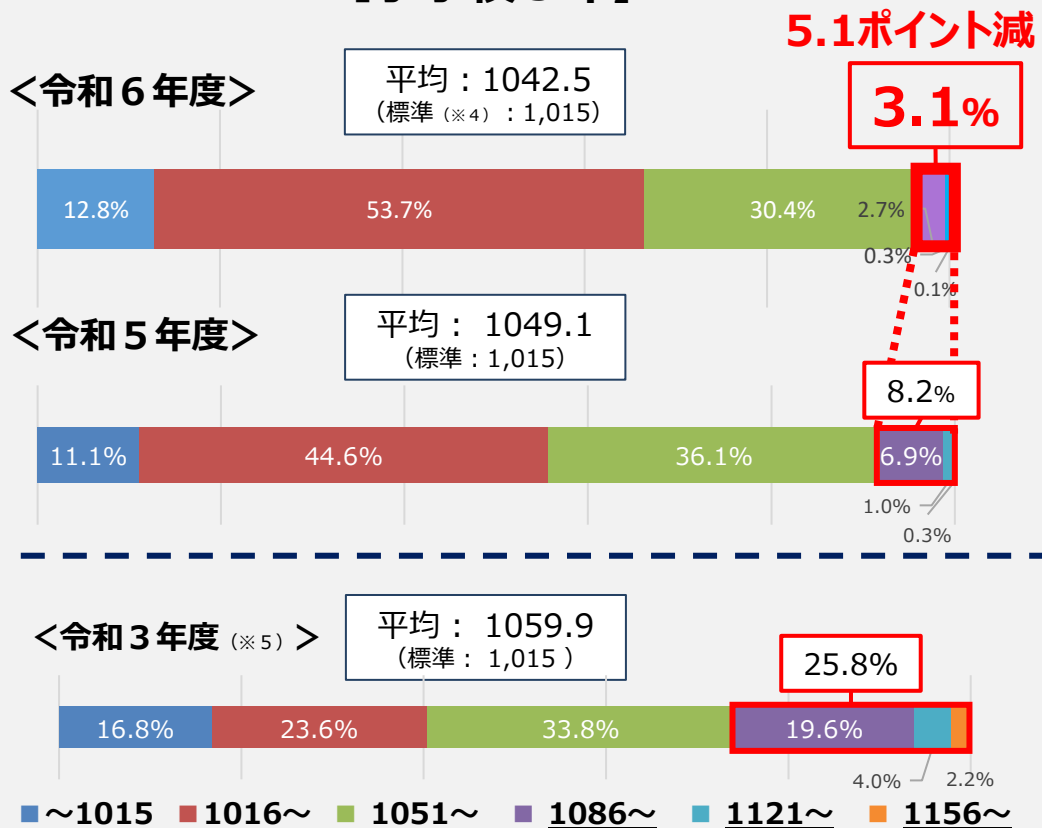 5.1ポイント減
<令和６年度>
平均：1042.5
（標準（※４）：1,015）
3.1%
12.8% 53.7% 30.4% 2.7%
0.3%
0.1%
<令和５年度>
平均： 1049.1
（標準：1,015）
8.2%
11.1% 44.6% 36.1% 6.9%
1.0%
0.3%
<令和３年度（※５）>
平均： 1059.9
（標準： 1,015 ）
25.8%
16.8% 23.6% 33.8% 19.6%
4.0% 2.2%
～1015 1016～ 1051～ 1086～ 1121～ 1156～